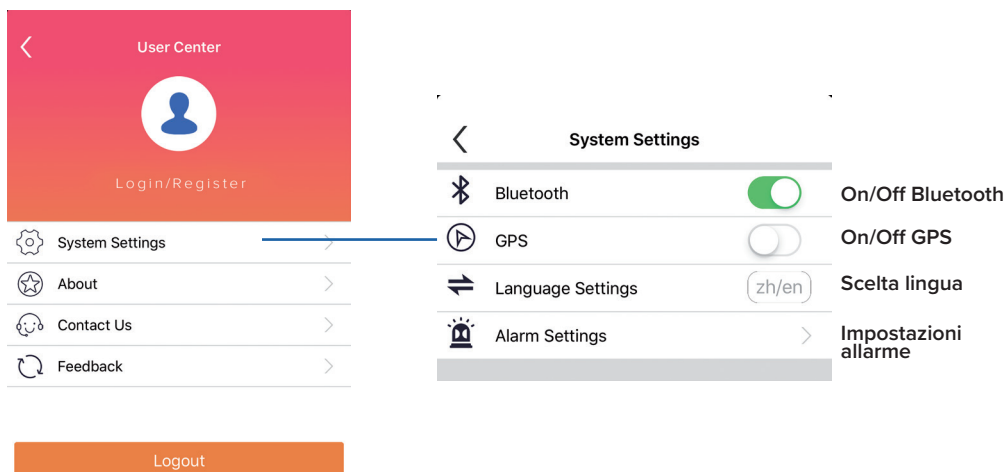 User Center
Login/Register
System Settings
About
Contact Us
Feedback
Logout
System Settings
Bluetooth
On/Off Bluetooth
GPS
On/Off GPS
Language Settings
zh/en
Scelta lingua
Alarm Settings
Impostazioni
allarme